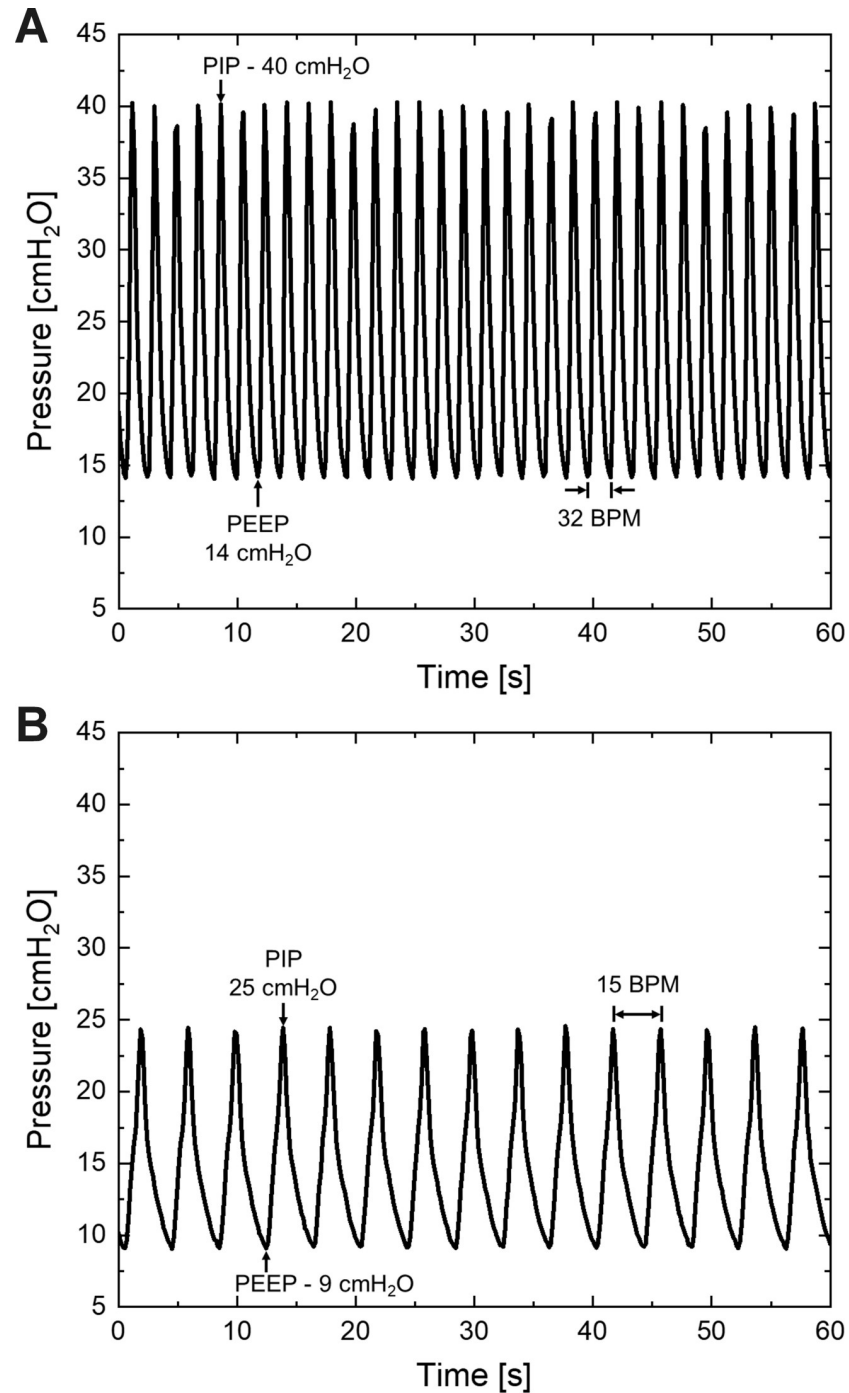 A
45
PIP - 40 cmH₂O
40
35
30
25
20
15
10
5
Pressure [cmH₂O]
PEEP
14 cmH₂O
32 BPM
0 10 20 30 40 50 60
Time [s]
B
45
40
35
30
25
20
15
10
5
Pressure [cmH₂O]
PIP
25 cmH₂O
15 BPM
PEEP - 9 cmH₂O
0 10 20 30 40 50 60
Time [s]